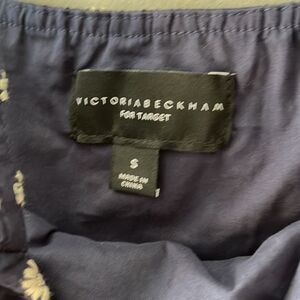 VICTORIABECKHAM
FOR TARGET
S
MADE IN
CHINA